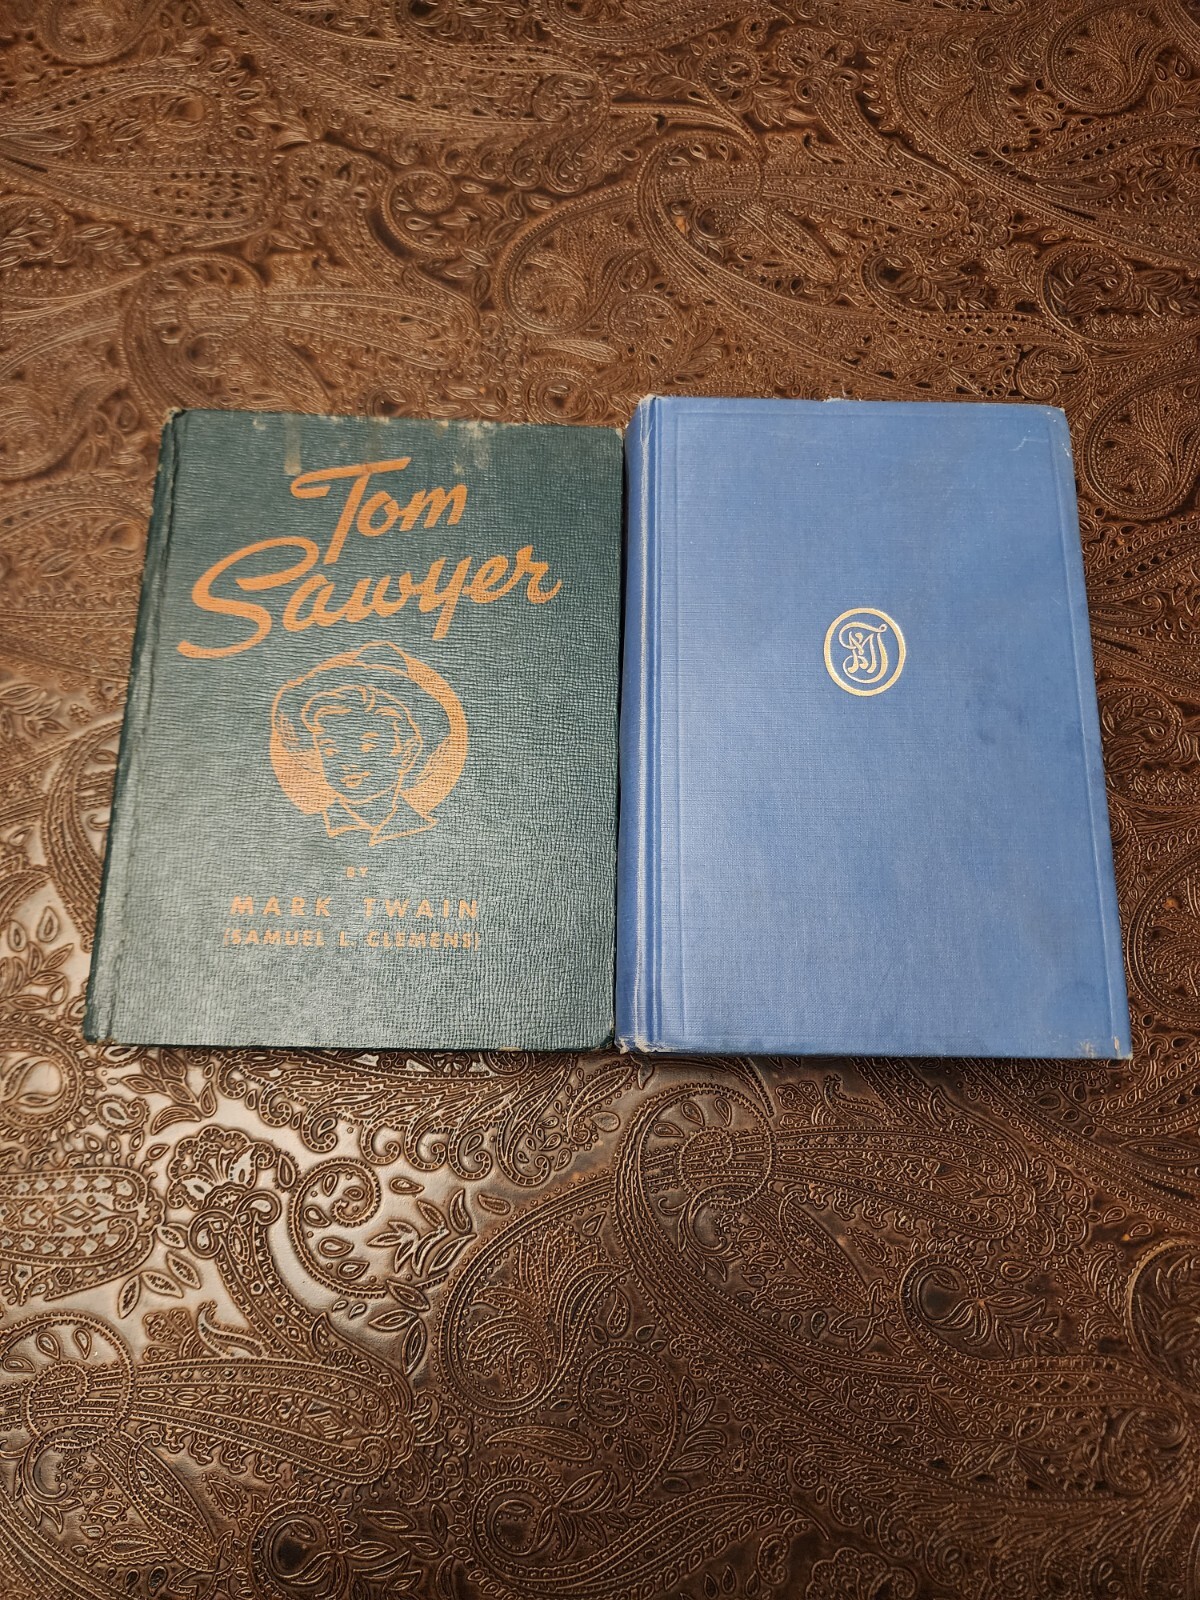 Tom
Sawyer
BY
MARK TWAIN
(SAMUEL L. CLEMENS)